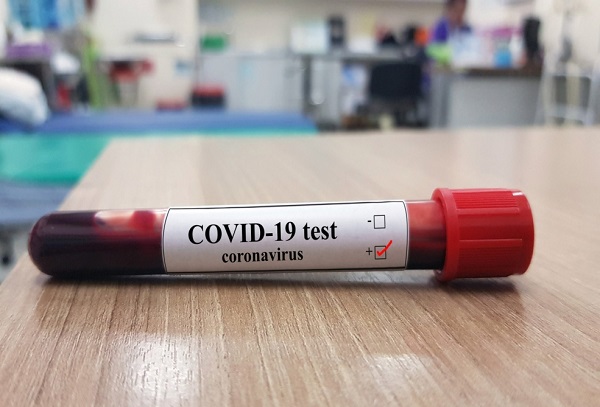 COVID-19 test
coronavirus
-
+